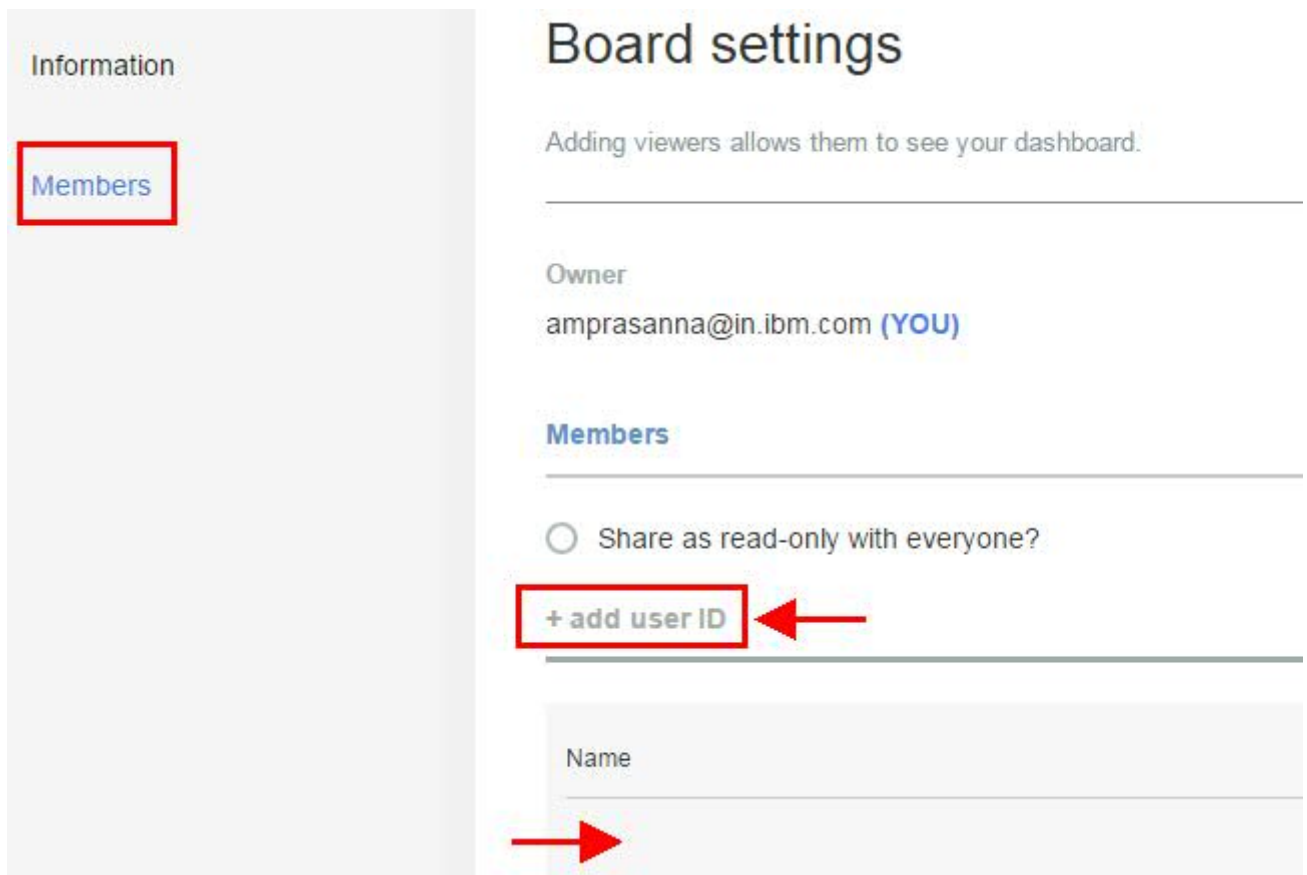 Information
Members
Board settings
Adding viewers allows them to see your dashboard.
Owner
amprasanna@in.ibm.com (YOU)
Members
Share as read-only with everyone?
+ add user ID
Name